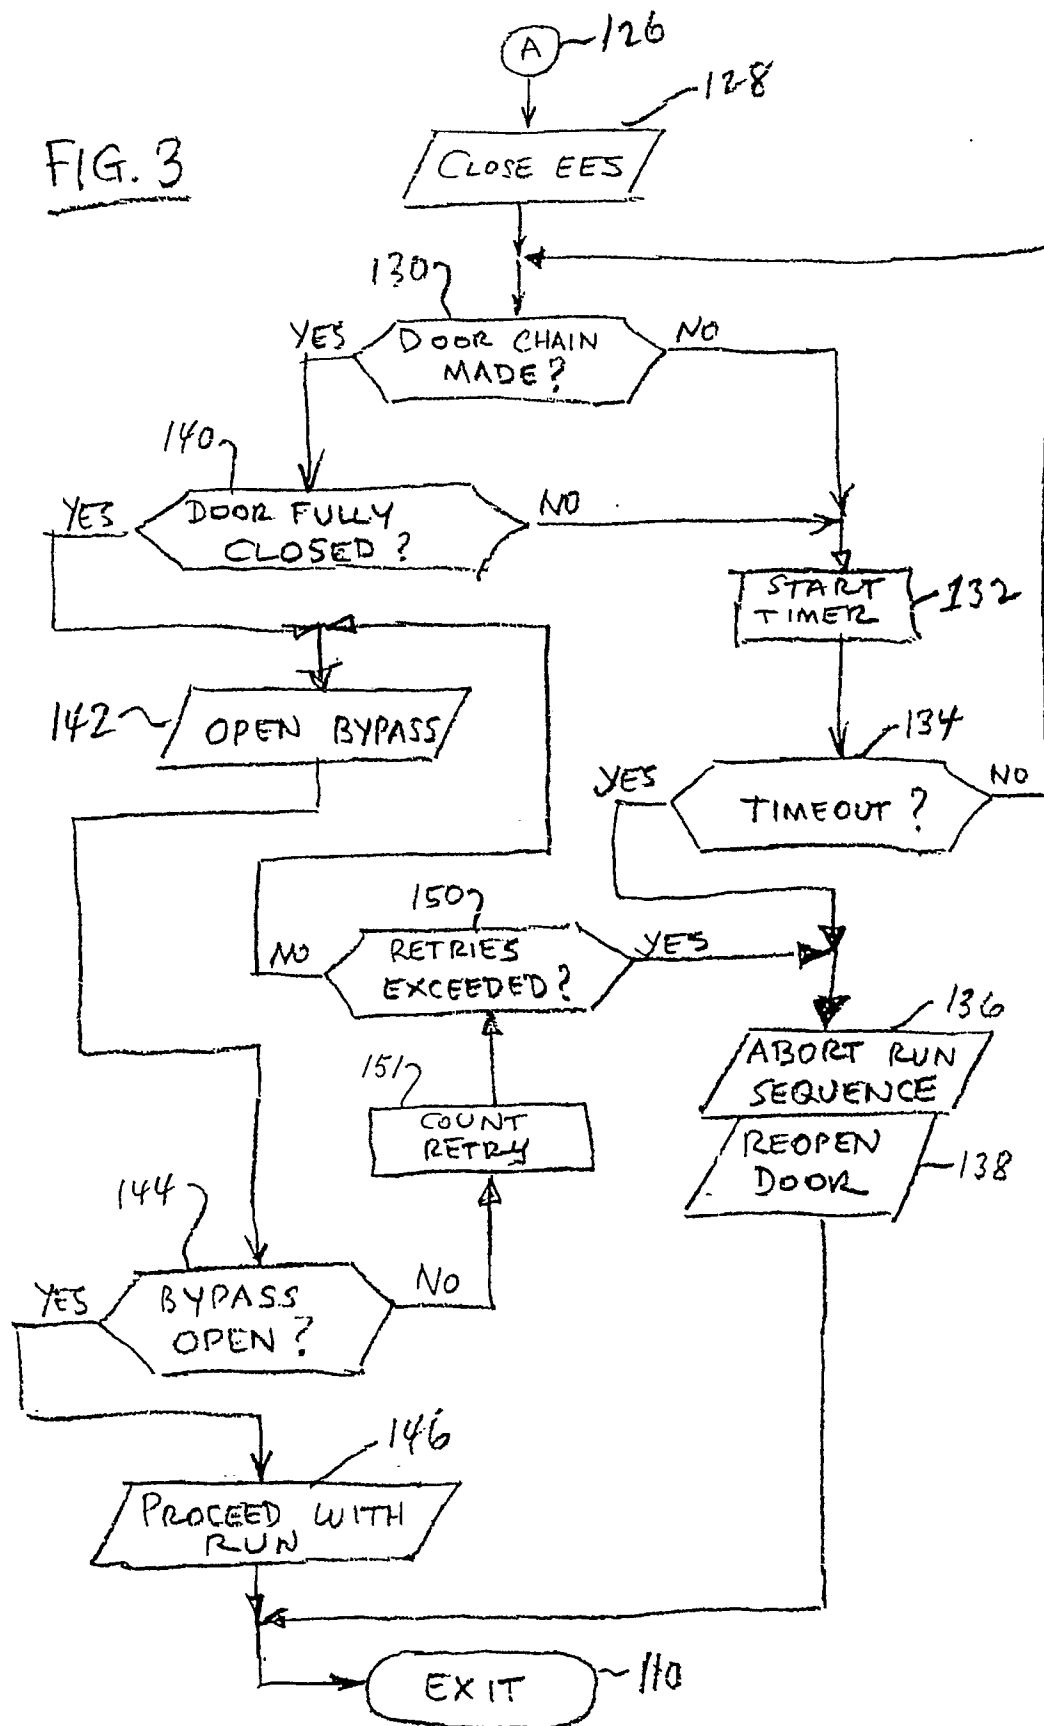 A
126
128
FIG. 3
CLOSE EES
130
YES
DOOR CHAIN
MADE?
NO
140
YES
DOOR FULLY
CLOSED?
NO
START
TIMER
132
142
OPEN BYPASS
134
YES
TIMEOUT?
NO
150
NO
RETRIES
EXCEEDED?
YES
136
ABORT RUN
SEQUENCE
151
COUNT
RETRY
REOPEN
DOOR
138
144
YES
BYPASS
OPEN?
NO
146
PROCEED WITH
RUN
EXIT
110